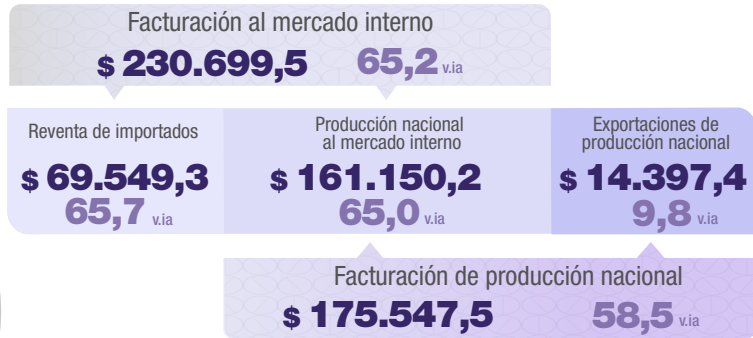 Facturación al mercado interno
$ 230.699,5 65,2 v.ia
Reventa de importados
$ 69.549,3
65,7 v.ia
Producción nacional
al mercado interno
$ 161.150,2
65,0 v.ia
Exportaciones de
producción nacional
$ 14.397,4
9,8 v.ia
Facturación de producción nacional
$ 175.547,5 58,5 v.ia